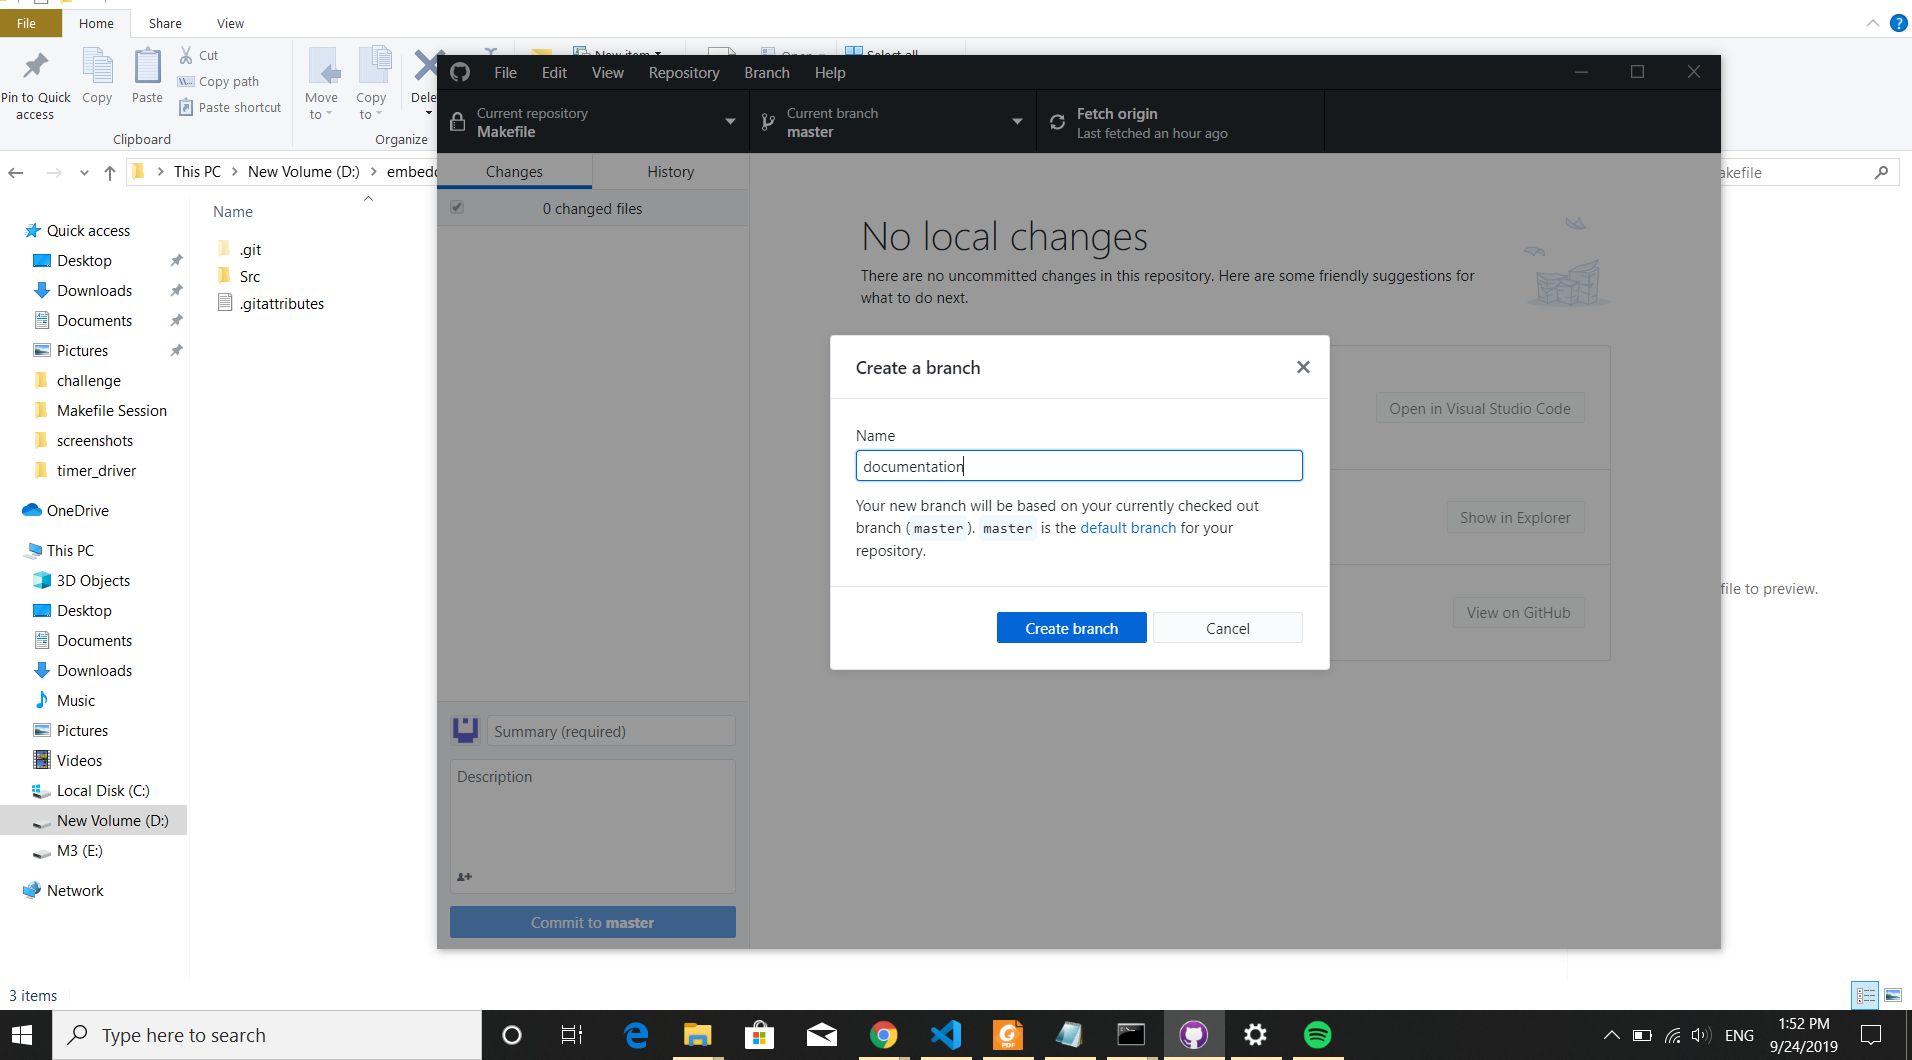 File
Home
Share
View
Pin to Quick access
Copy
Paste
Cut
Copy path
Paste shortcut
Clipboard
Move to
Copy to
Organize
New item
Open
Select all
File Edit View Repository Branch Help
Current repository
Makefile
Current branch
master
Fetch origin
Last fetched an hour ago
This PC > New Volume (D:) >
Changes
History
0 changed files
Name
.git
Src
.gitattributes
Quick access
Desktop
Downloads
Documents
Pictures
challenge
Makefile Session
screenshots
timer_driver
OneDrive
This PC
3D Objects
Desktop
Documents
Downloads
Music
Pictures
Videos
Local Disk (C:)
New Volume (D:)
M3 (E:)
Network
No local changes
There are no uncommitted changes in this repository. Here are some friendly suggestions for
what to do next.
Open in Visual Studio Code
Show in Explorer
View on GitHub
Create a branch
Name
documentation
Your new branch will be based on your currently checked out
branch (master). master is the default branch for your
repository.
Create branch
Cancel
Summary (required)
Description
Commit to master
file to preview.
3 items
Type here to search
PDF
ENG
1:52 PM
9/24/2019